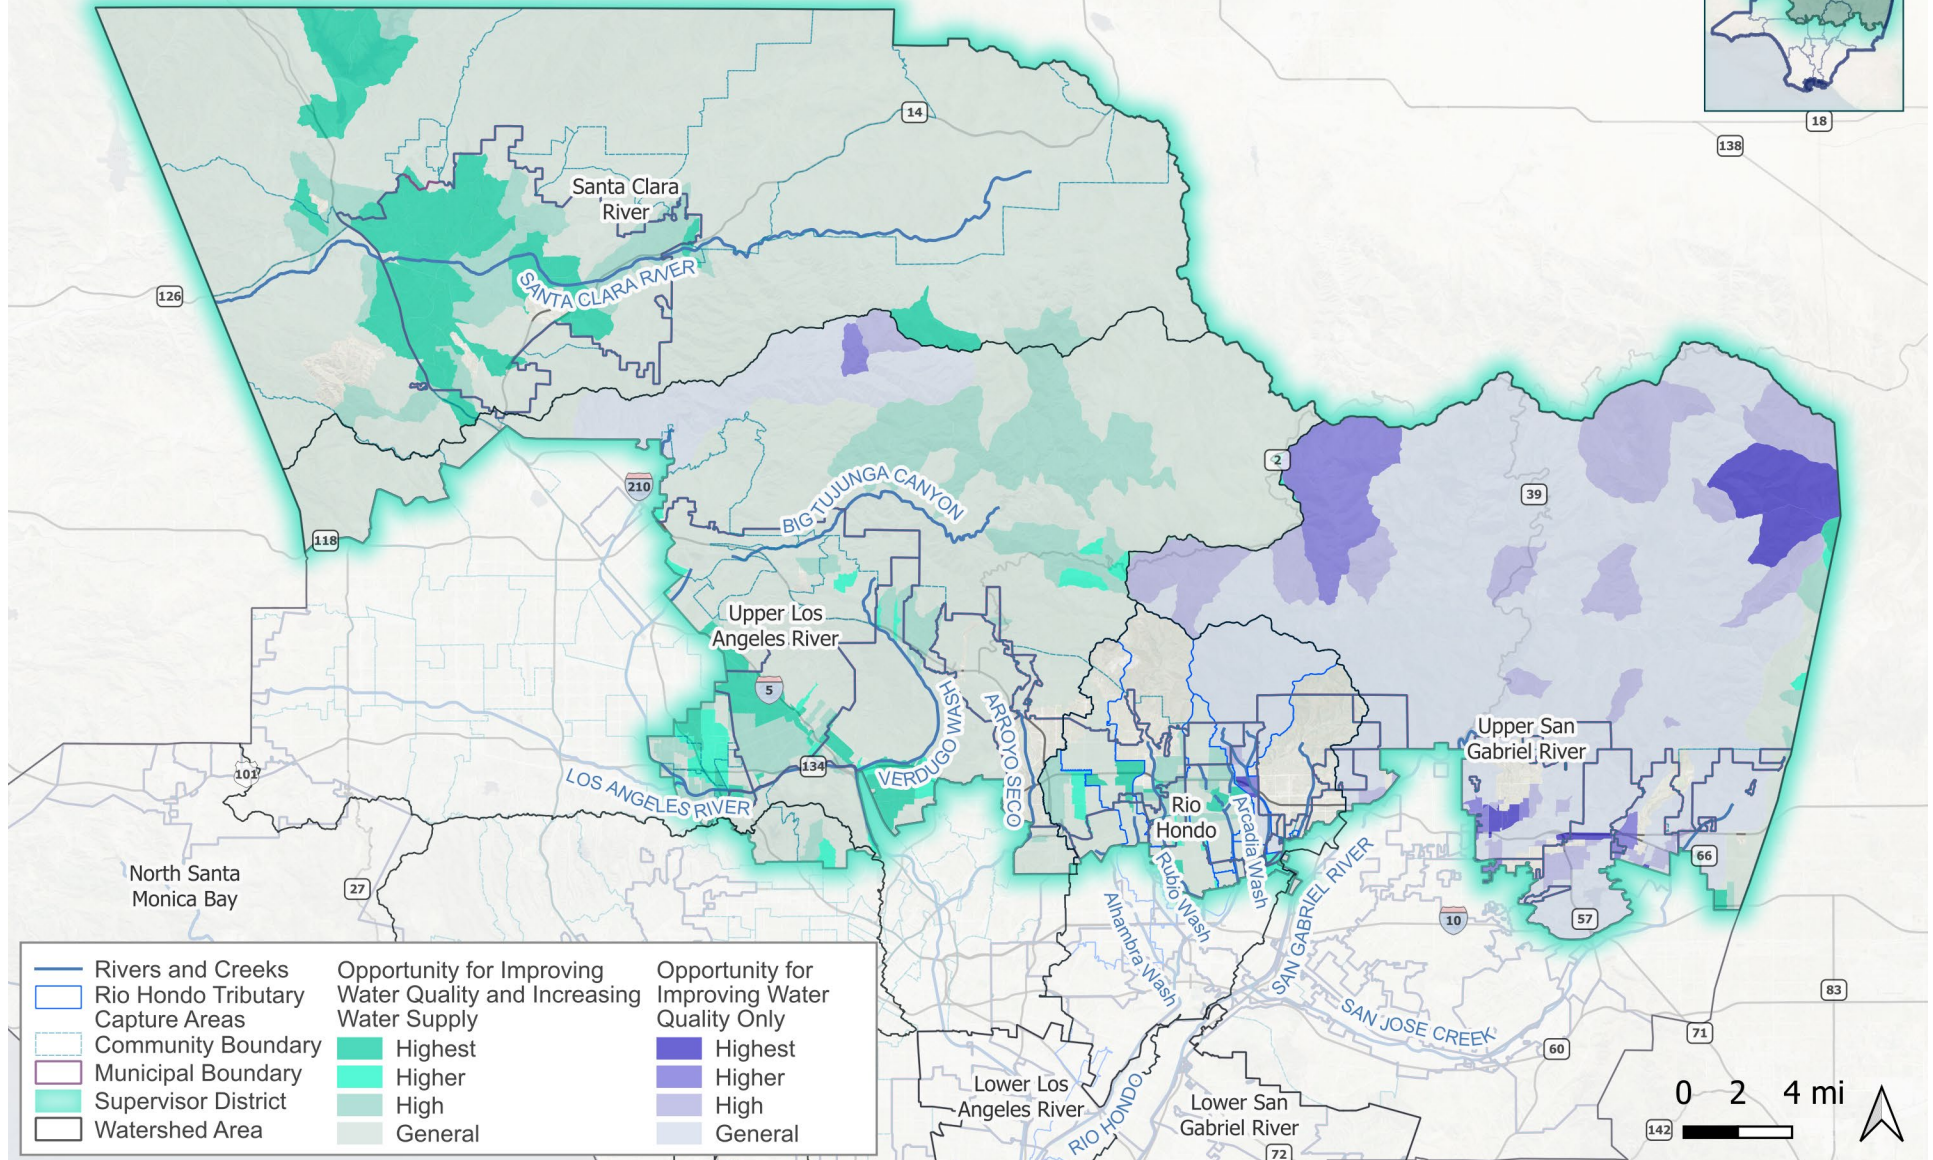 18
138
14
Santa Clara
River
126
SANTA CLARA RIVER
2
39
210
BIG TUJUNGA CANYON
118
Upper Los
Angeles River
5
VERDUGO WASH
ARROYO SECO
134
101
LOS ANGELES RIVER
Upper San
Gabriel River
Rio
Hondo
Arcadia Wash
Rubio Wash
Alhambra Wash
SAN GABRIEL RIVER
66
57
10
North Santa
Monica Bay
27
SAN JOSE CREEK
83
71
60
Lower Los
Angeles River
RIO HONDO
Lower San
Gabriel River
142
72
0 2 4 mi
Rivers and Creeks
Rio Hondo Tributary
Capture Areas
Community Boundary
Municipal Boundary
Supervisor District
Watershed Area
Opportunity for Improving
Water Quality and Increasing
Water Supply
Highest
Higher
High
General
Opportunity for
Improving Water
Quality Only
Highest
Higher
High
General